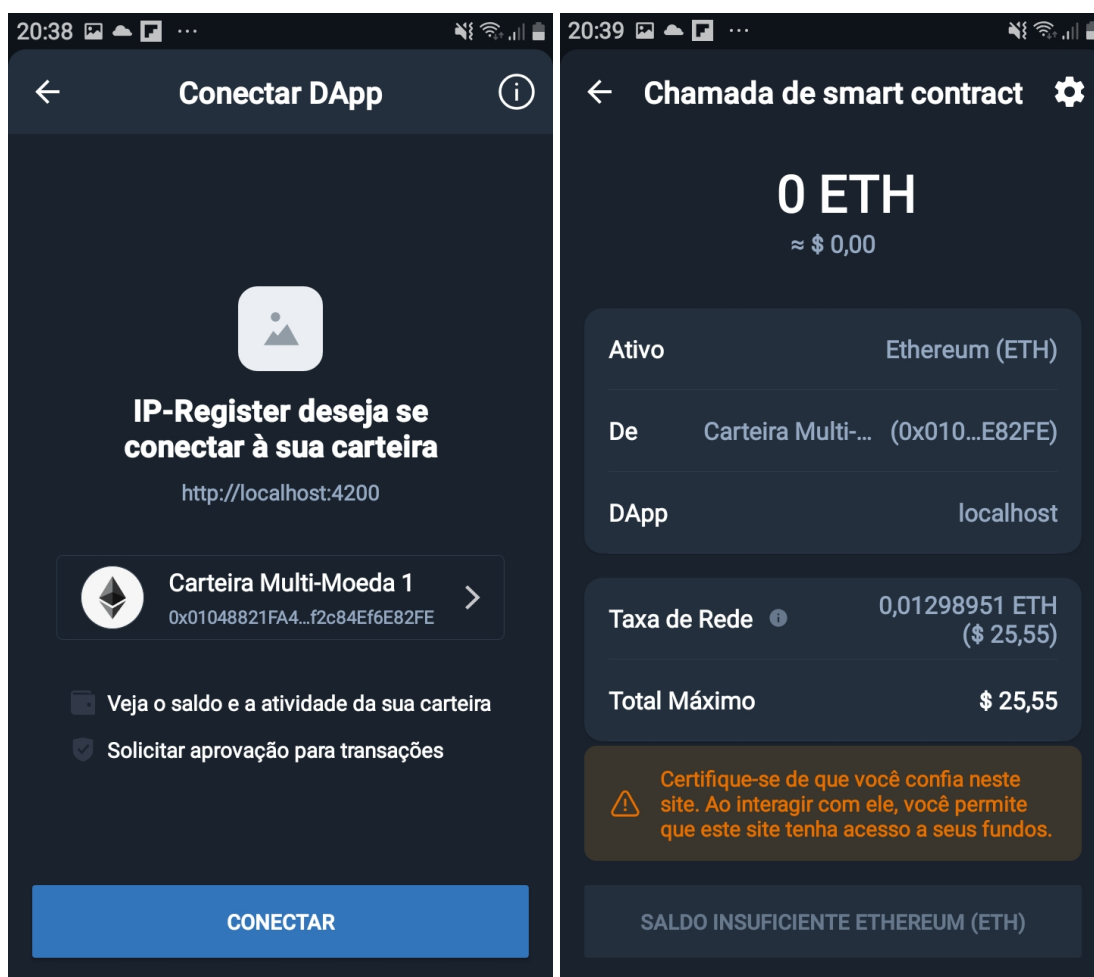 20:38 ...
Conectar DApp
IP-Register deseja se
conectar à sua carteira
http://localhost:4200
Carteira Multi-Moeda 1
0x01048821FA4...f2c84Ef6E82FE
Veja o saldo e a atividade da sua carteira
Solicitar aprovação para transações
CONECTAR
20:39 ...
Chamada de smart contract
0 ETH
≈ $ 0,00
Ativo Ethereum (ETH)
De Carteira Multi-... (0x010...E82FE)
DApp localhost
Taxa de Rede 0,01298951 ETH
($ 25,55)
Total Máximo $ 25,55
Certifique-se de que você confia neste
site. Ao interagir com ele, você permite
que este site tenha acesso a seus fundos.
SALDO INSUFICIENTE ETHEREUM (ETH)